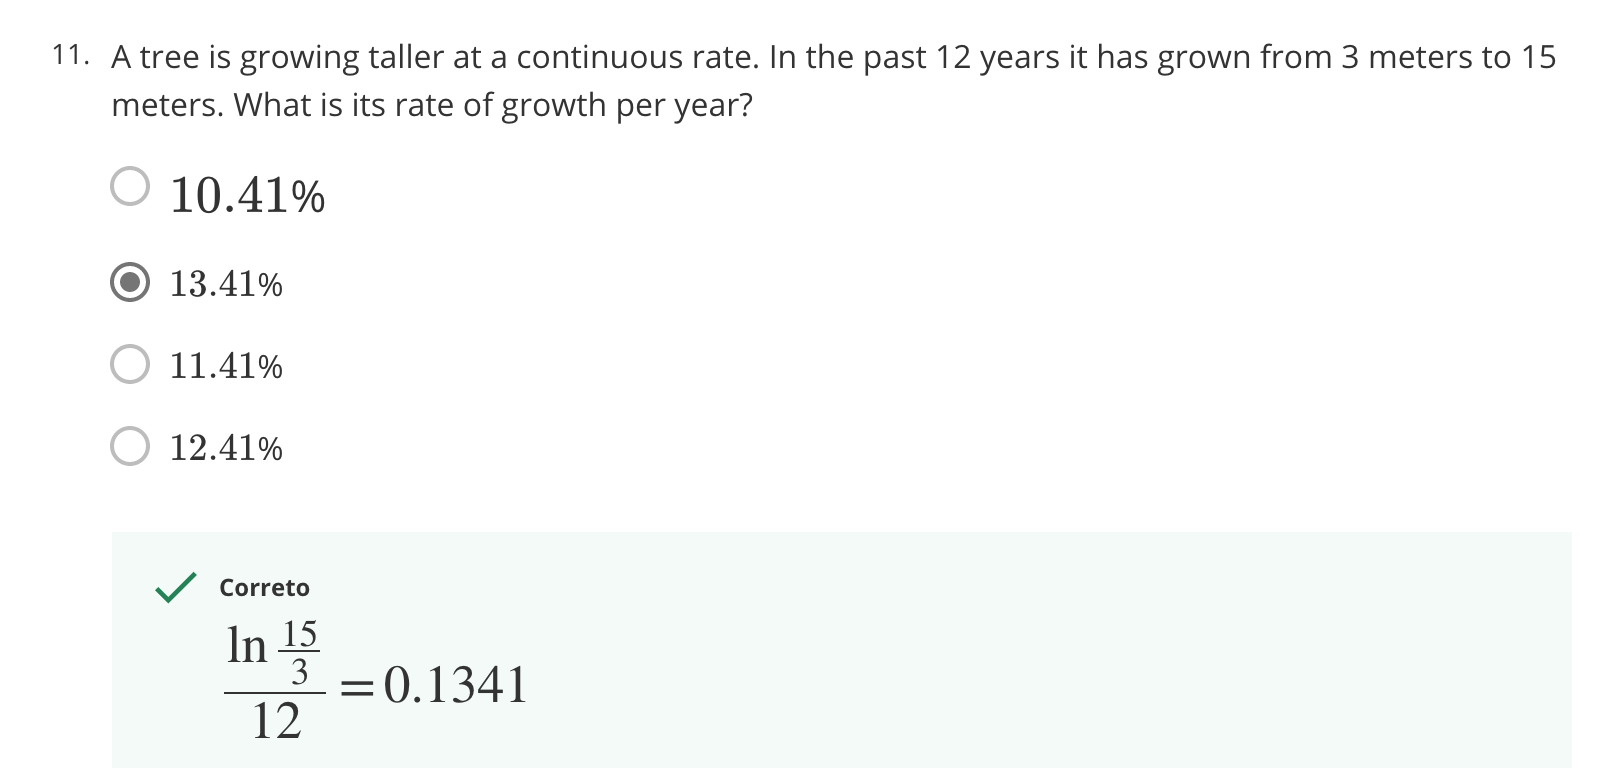 11. A tree is growing taller at a continuous rate. In the past 12 years it has grown from 3 meters to 15
meters. What is its rate of growth per year?
10.41%
13.41%
11.41%
12.41%
Correto
ln 15
3
12
=0.1341